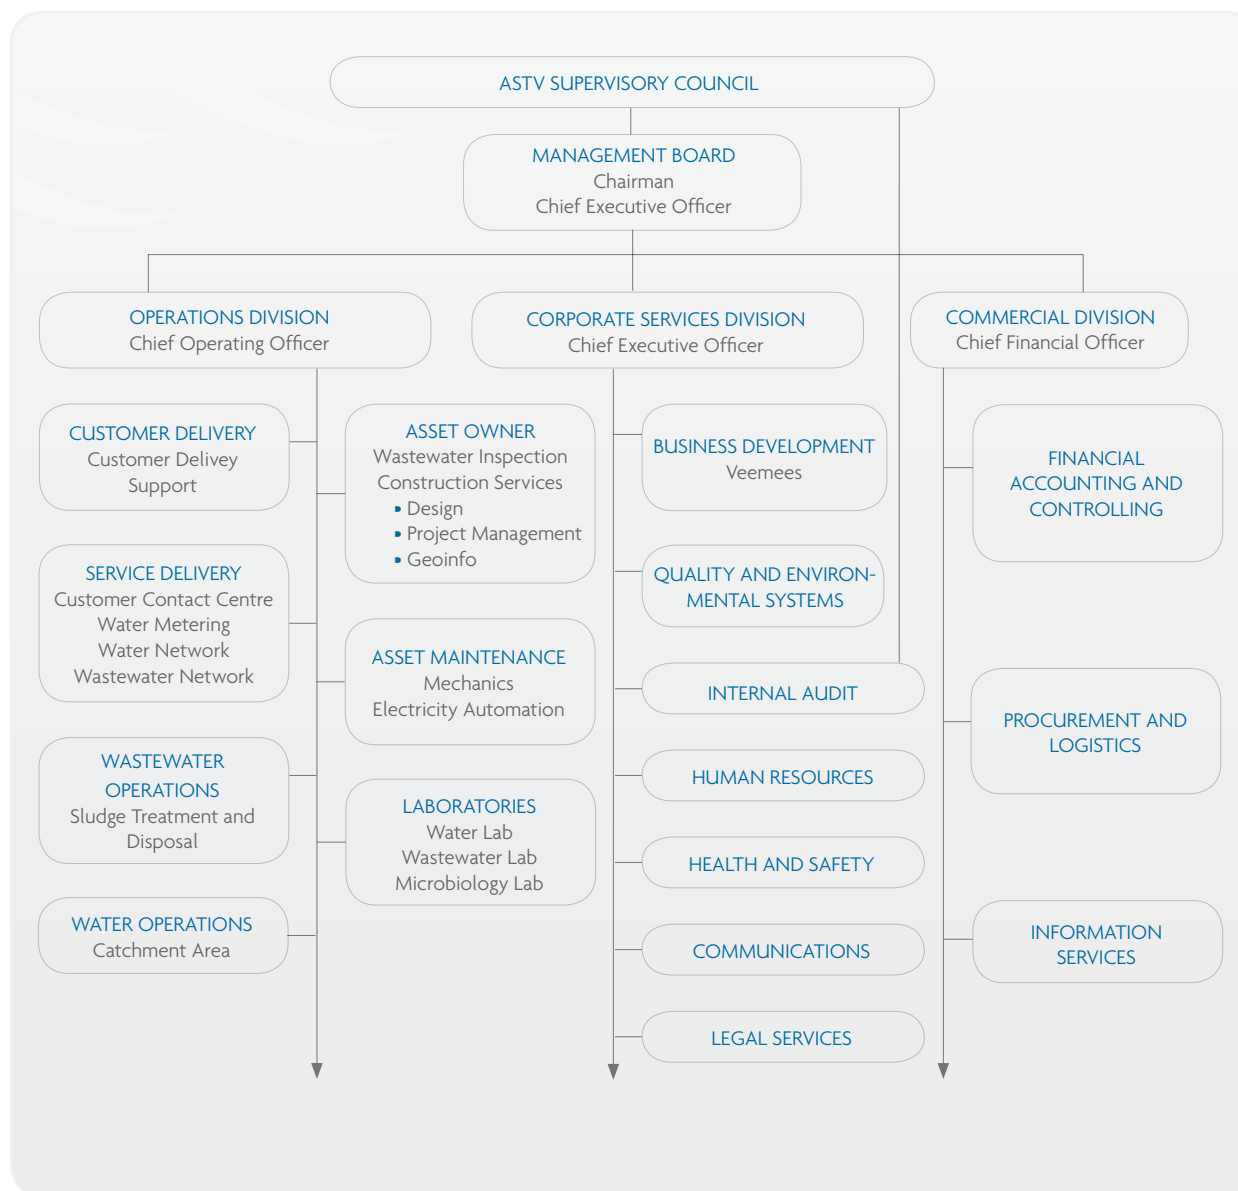 ASTV SUPERVISORY COUNCIL
MANAGEMENT BOARD
Chairman
Chief Executive Officer
OPERATIONS DIVISION
Chief Operating Officer
CORPORATE SERVICES DIVISION
Chief Executive Officer
COMMERCIAL DIVISION
Chief Financial Officer
CUSTOMER DELIVERY
Customer Delivey
Support
SERVICE DELIVERY
Customer Contact Centre
Water Metering
Water Network
Wastewater Network
WASTEWATER
OPERATIONS
Sludge Treatment and
Disposal
WATER OPERATIONS
Catchment Area
ASSET OWNER
Wastewater Inspection
Construction Services
• Design
• Project Management
• Geoinfo
ASSET MAINTENANCE
Mechanics
Electricity Automation
LABORATORIES
Water Lab
Wastewater Lab
Microbiology Lab
BUSINESS DEVELOPMENT
Veemees
QUALITY AND ENVIRON-
MENTAL SYSTEMS
INTERNAL AUDIT
HUMAN RESOURCES
HEALTH AND SAFETY
COMMUNICATIONS
LEGAL SERVICES
FINANCIAL
ACCOUNTING AND
CONTROLLING
PROCUREMENT AND
LOGISTICS
INFORMATION
SERVICES